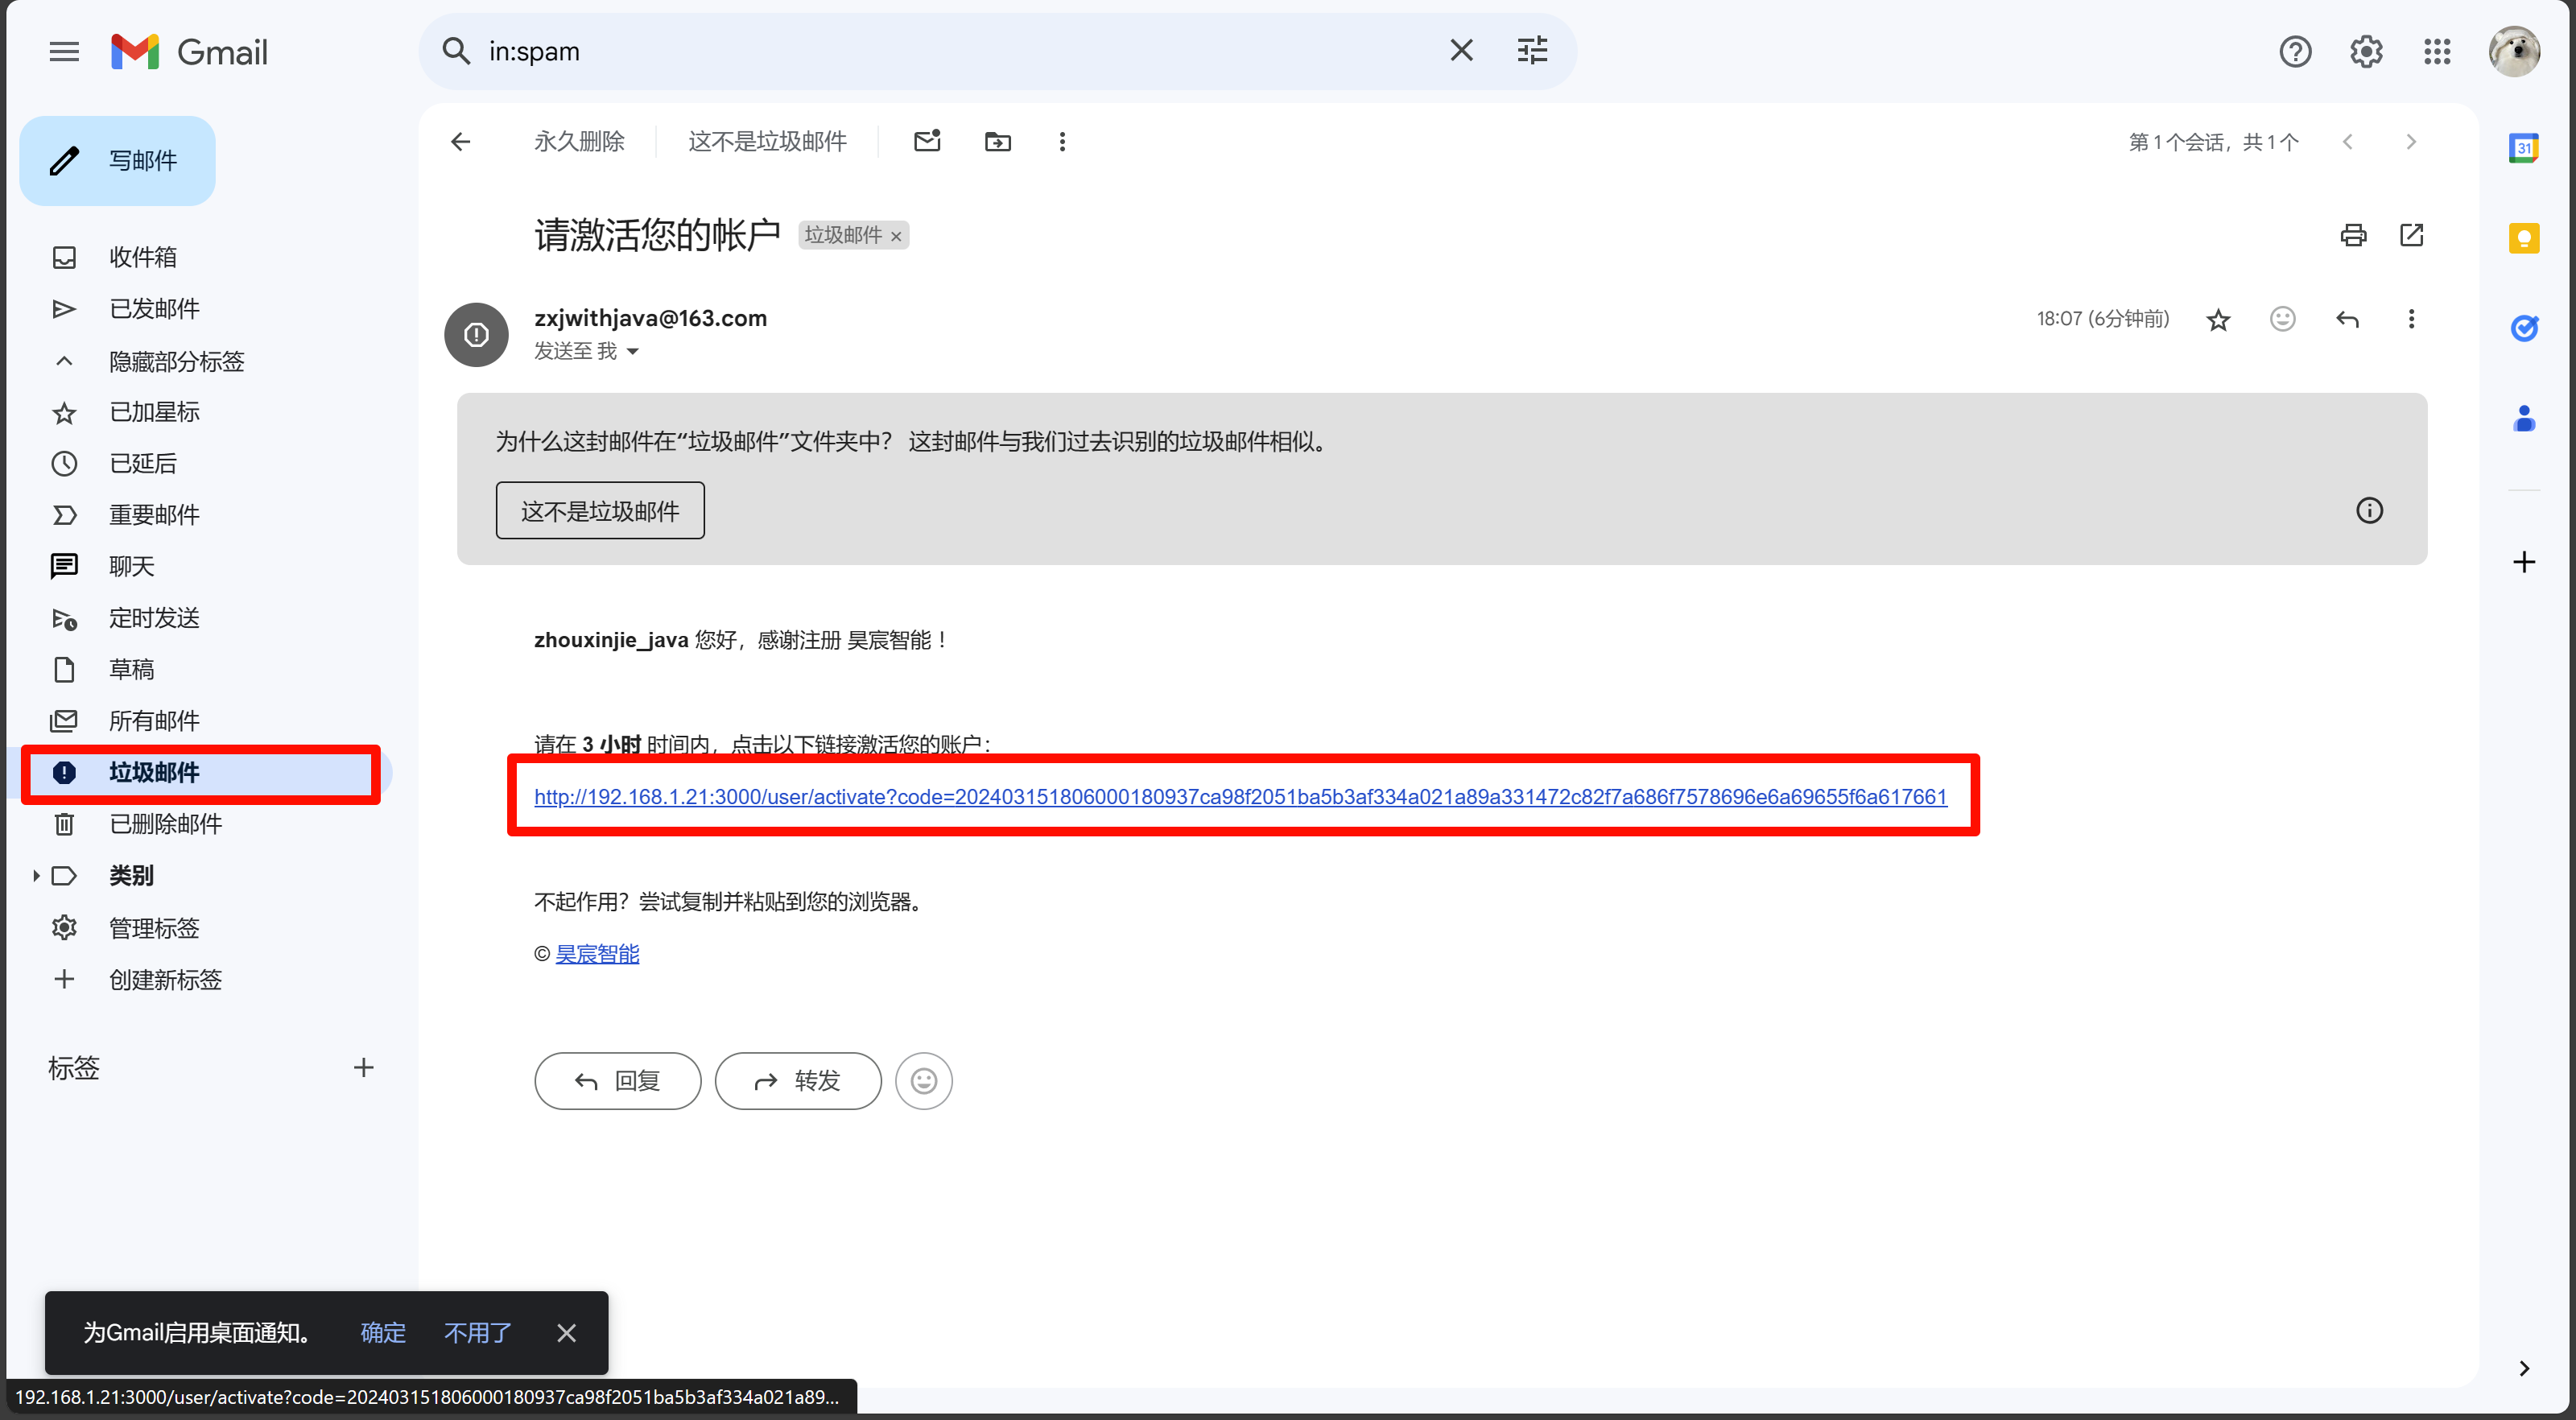 Gmail
in:spam
写邮件
收件箱
已发邮件
隐藏部分标签
已加星标
已延后
重要邮件
聊天
定时发送
草稿
所有邮件
垃圾邮件
已删除邮件
类别
管理标签
创建新标签
标签
永久删除
这不是垃圾邮件
第 1 个会话，共 1 个
请激活您的帐户
垃圾邮件 ×
zxjwithjava@163.com
发送至 我
18:07 (6分钟前)
为什么这封邮件在“垃圾邮件”文件夹中？ 这封邮件与我们过去识别的垃圾邮件相似。
这不是垃圾邮件
zhouxinjie_java 您好，感谢注册 昊宸智能！
请在 3 小时 时间内，点击以下链接激活您的账户：
http://192.168.1.21:3000/user/activate?code=202403151806000180937ca98f2051ba5b3af334a021a89a331472c82f7a686f7578696e6a69655f6a617661
不起作用？尝试复制并粘贴到您的浏览器。
© 昊宸智能
回复
转发
31
为Gmail启用桌面通知。
确定
不用了
192.168.1.21:3000/user/activate?code=202403151806000180937ca98f2051ba5b3af334a021a89...